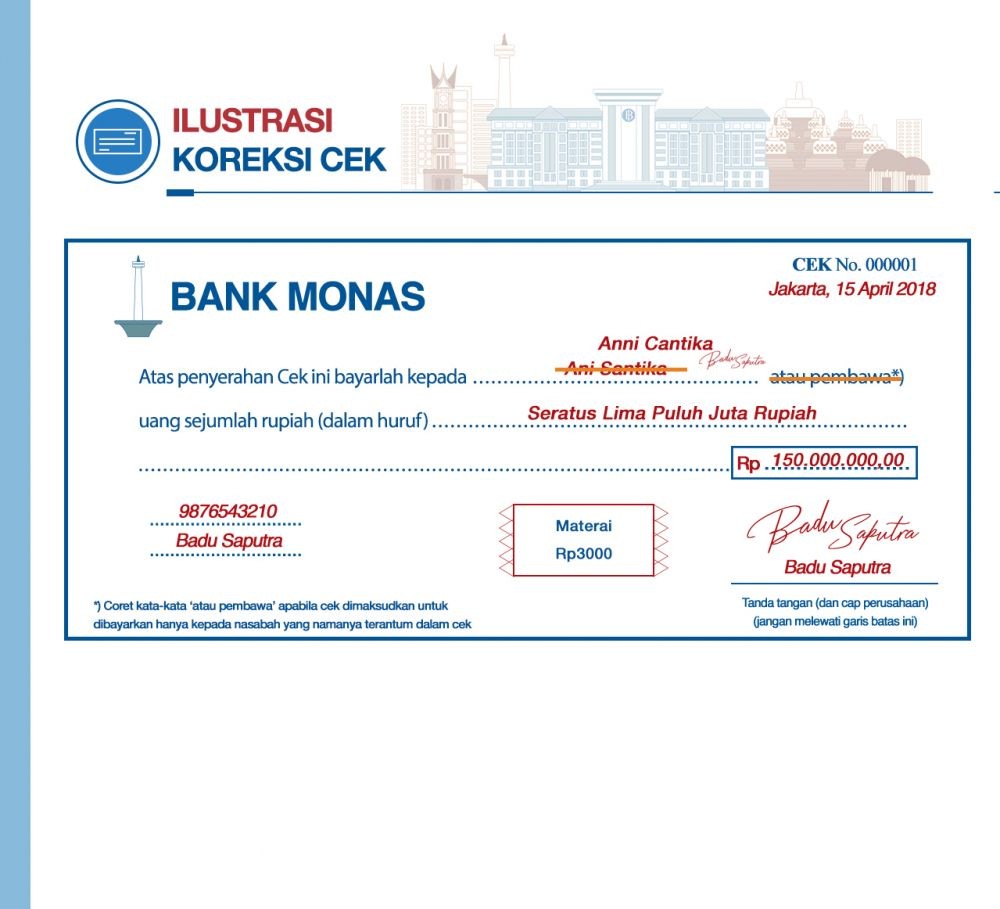 ILUSTRASI
KOREKSI CEK
CEK No. 000001
Jakarta, 15 April 2018
BANK MONAS
Anni Cantika
Badu Saputra
Atas penyerahan Cek ini bayarlah kepada Ani Santika atau pembawa*)
uang sejumlah rupiah (dalam huruf) Seratus Lima Puluh Juta Rupiah
Rp 150.000.000,00
9876543210
Badu Saputra
Materai
Rp3000
Badu Saputra
Badu Saputra
*) Coret kata-kata ‘atau pembawa’ apabila cek dimaksudkan untuk
dibayarkan hanya kepada nasabah yang namanya terantum dalam cek
Tanda tangan (dan cap perusahaan)
(jangan melewati garis batas ini)